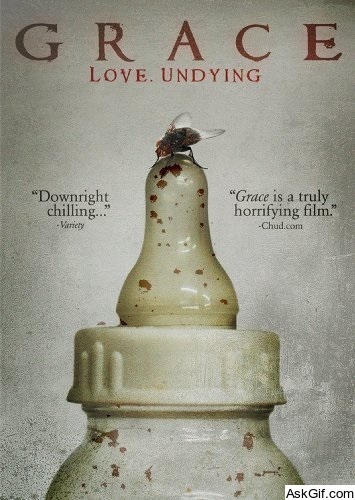 GRACE
LOVE. UNDYING
“Downright
chilling...”
-Variety
“Grace is a truly
horrifying film.”
-Chud.com
AskGif.com